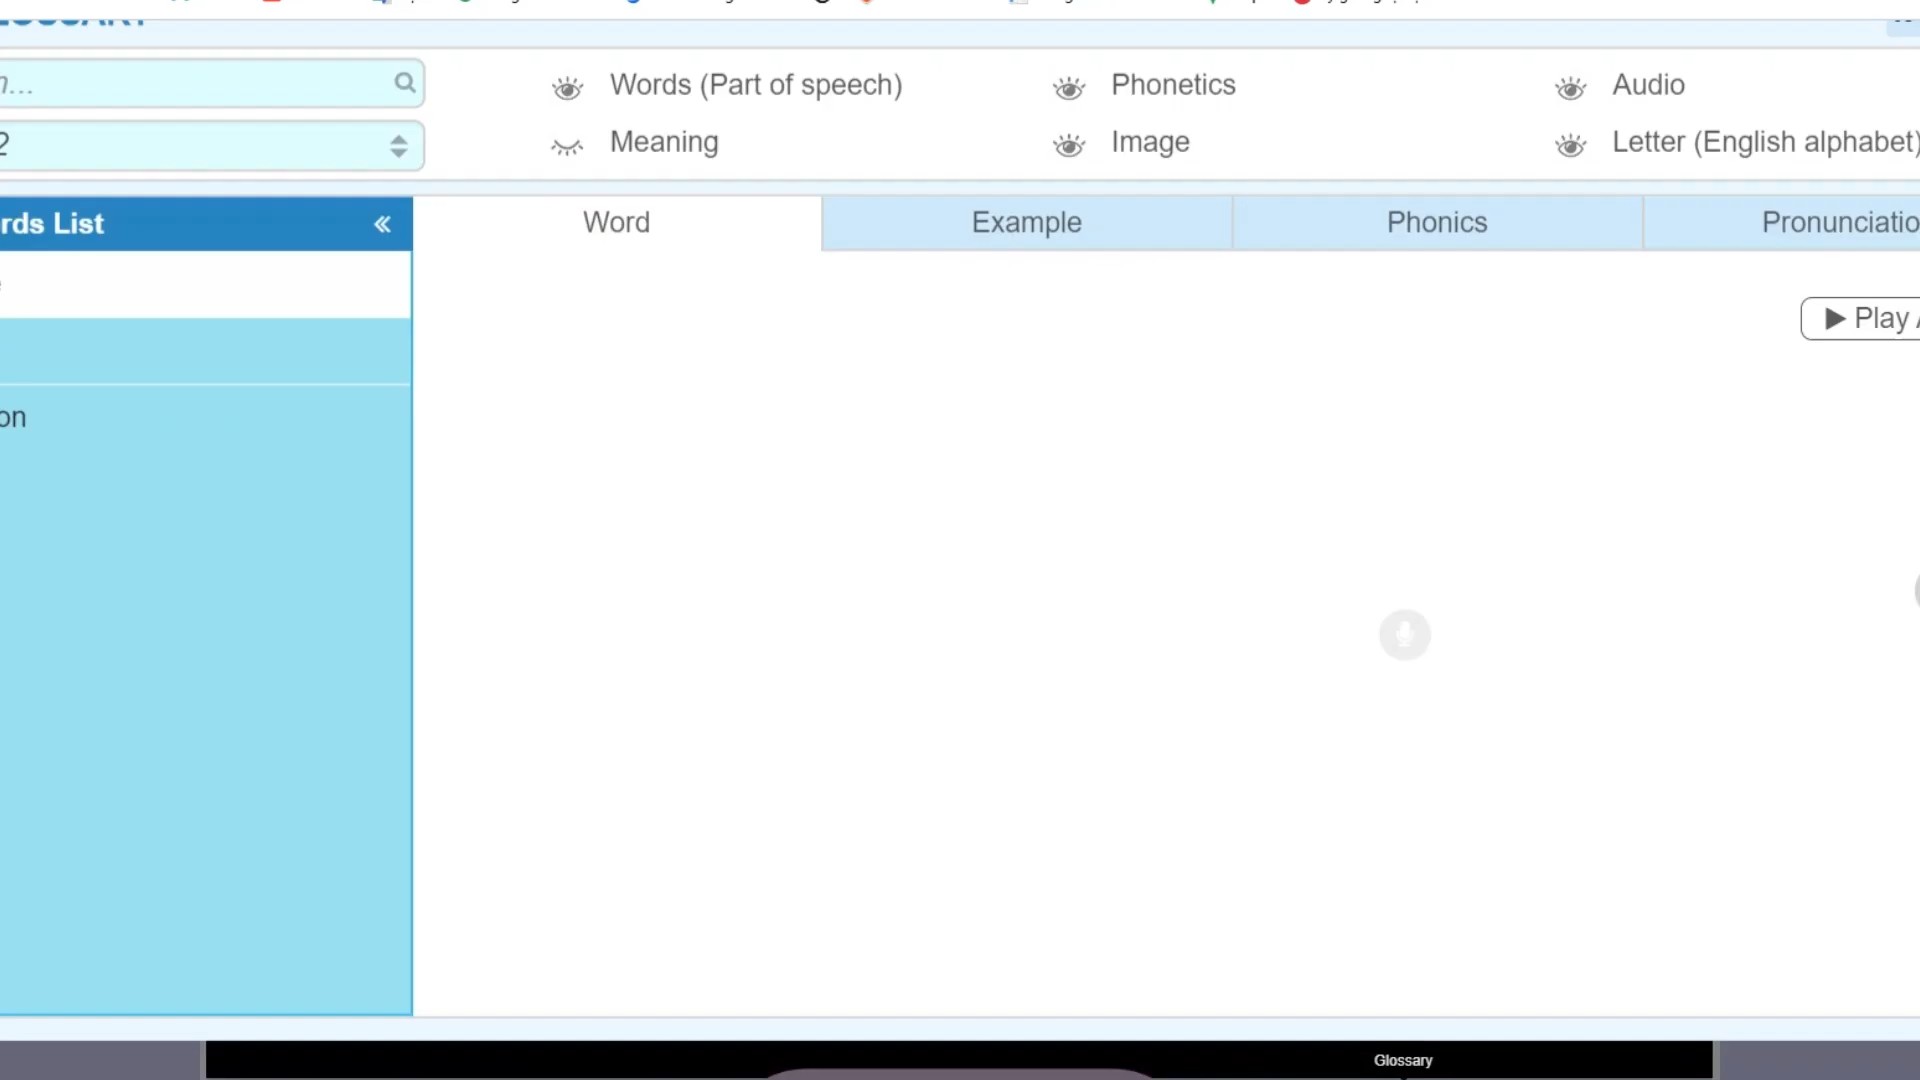 Words (Part of speech)
Phonetics
Audio
2
Meaning
Image
Letter (English alphabet)
rds List
«
Word
Example
Phonics
Pronunciatio
Play
on
Glossary